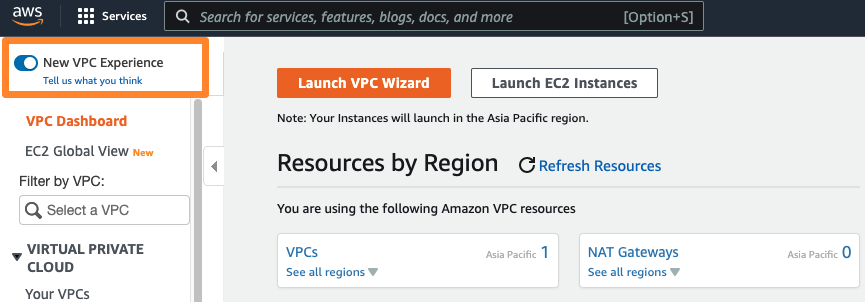 aws Services Search for services, features, blogs, docs, and more [Option+S]
New VPC Experience
Tell us what you think
VPC Dashboard
EC2 Global View New
Filter by VPC:
Select a VPC
VIRTUAL PRIVATE
CLOUD
Your VPCs
Launch VPC Wizard Launch EC2 Instances
Note: Your Instances will launch in the Asia Pacific region.
Resources by Region Refresh Resources
You are using the following Amazon VPC resources
VPCs Asia Pacific 1
See all regions
NAT Gateways Asia Pacific 0
See all regions